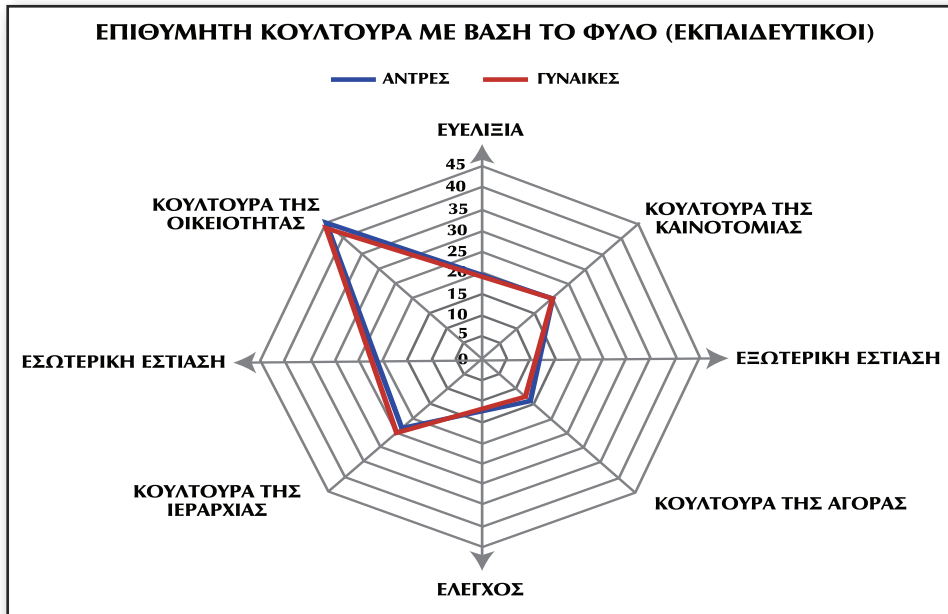 ΕΠΙΘΥΜΗΤΗ ΚΟΥΛΤΟΥΡΑ ΜΕ ΒΑΣΗ ΤΟ ΦΥΛΟ (ΕΚΠΑΙΔΕΥΤΙΚΟΙ)
ΑΝΤΡΕΣ
ΓΥΝΑΙΚΕΣ
ΕΥΕΛΙΞΙΑ
45
40
35
30
25
20
15
10
5
0
ΚΟΥΛΤΟΥΡΑ ΤΗΣ
ΟΙΚΕΙΟΤΗΤΑΣ
ΚΟΥΛΤΟΥΡΑ ΤΗΣ
ΚΑΙΝΟΤΟΜΙΑΣ
ΕΣΩΤΕΡΙΚΗ ΕΣΤΙΑΣΗ
ΕΞΩΤΕΡΙΚΗ ΕΣΤΙΑΣΗ
ΚΟΥΛΤΟΥΡΑ ΤΗΣ
ΙΕΡΑΡΧΙΑΣ
ΚΟΥΛΤΟΥΡΑ ΤΗΣ ΑΓΟΡΑΣ
ΕΛΕΓΧΟΣ